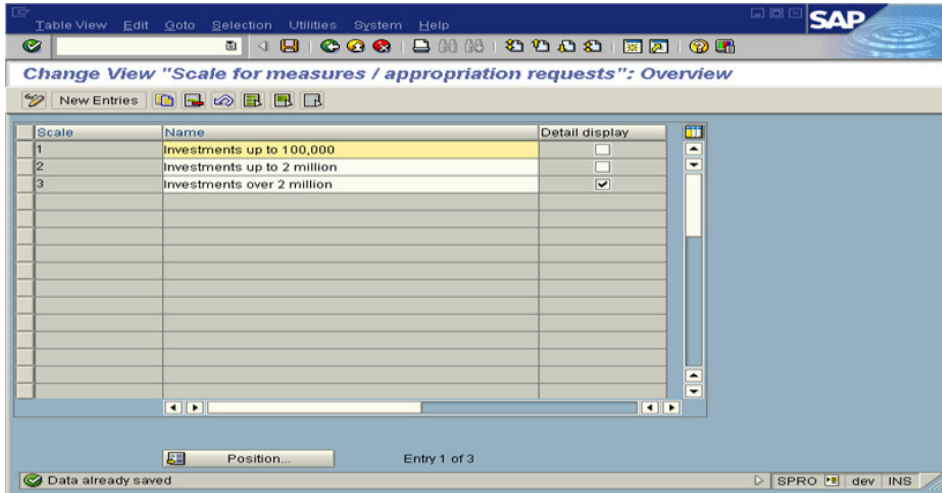 Table View Edit Goto Selection Utilities System Help
SAP
Change View "Scale for measures / appropriation requests": Overview
New Entries
Scale Name Detail display
1 Investments up to 100,000
2 Investments up to 2 million
3 Investments over 2 million
Position... Entry 1 of 3
Data already saved SPRO dev INS